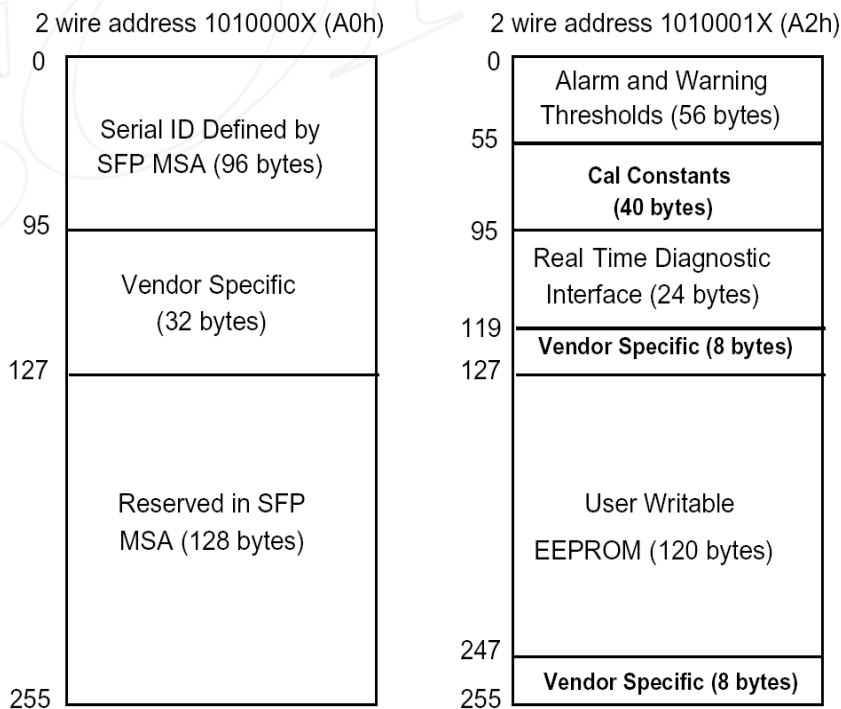 2 wire address 1010000X (A0h)
0
Serial ID Defined by
SFP MSA (96 bytes)
95
Vendor Specific
(32 bytes)
127
Reserved in SFP
MSA (128 bytes)
255
2 wire address 1010001X (A2h)
0
Alarm and Warning
Thresholds (56 bytes)
55
Cal Constants
(40 bytes)
95
Real Time Diagnostic
Interface (24 bytes)
119
Vendor Specific (8 bytes)
127
User Writable
EEPROM (120 bytes)
247
Vendor Specific (8 bytes)
255